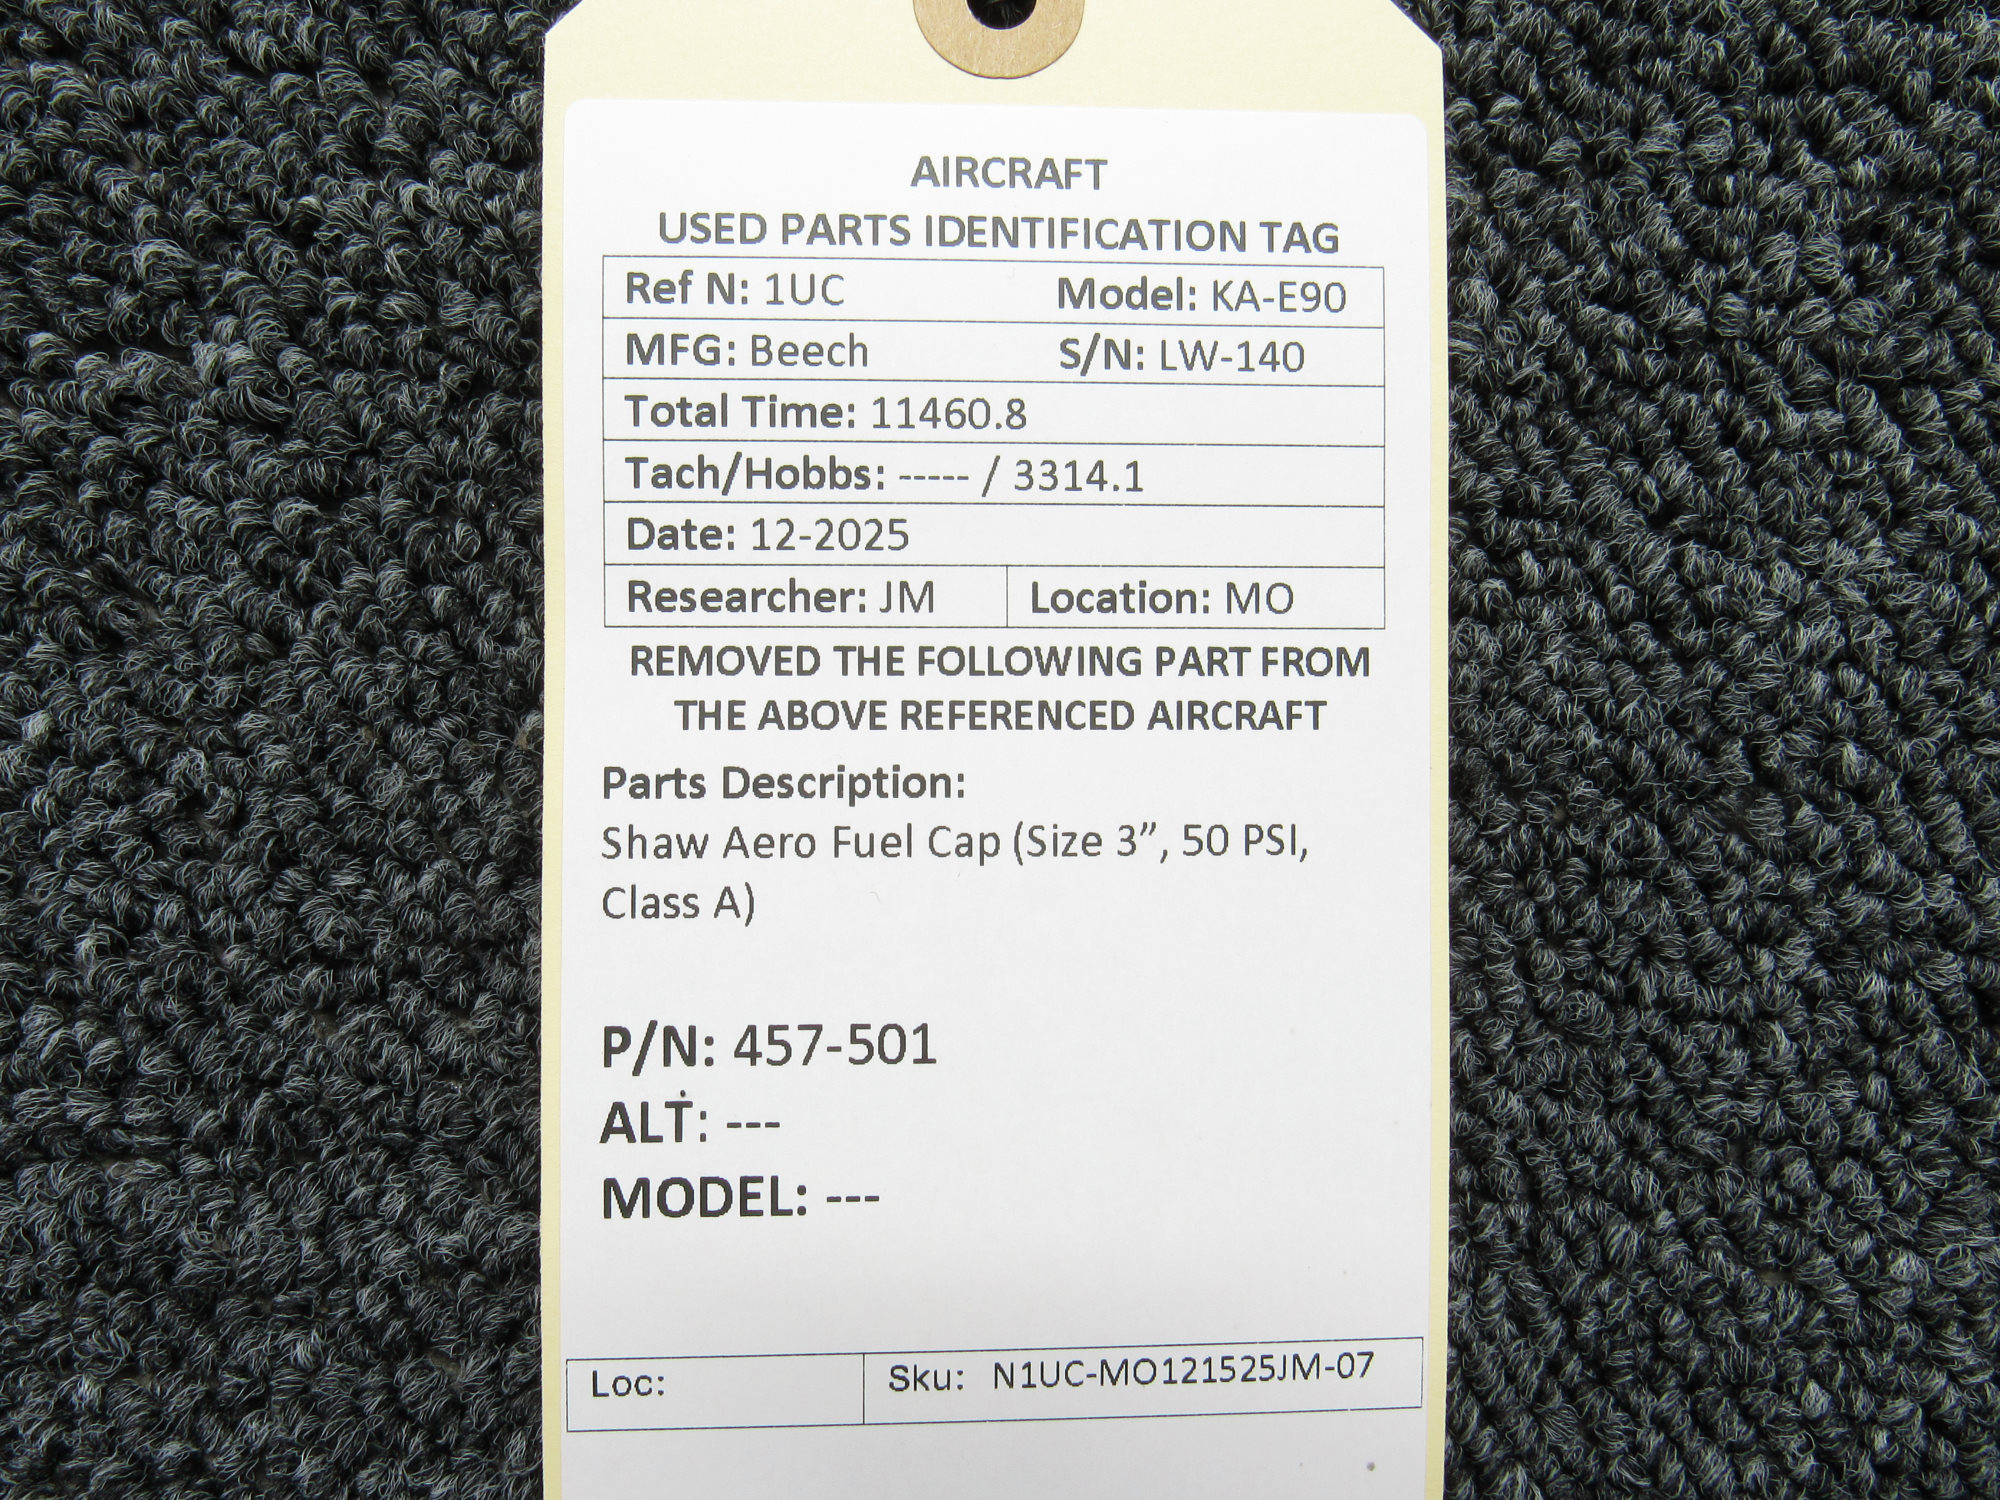 AIRCRAFT
USED PARTS IDENTIFICATION TAG
Ref N: 1UC Model: KA-E90
MFG: Beech S/N: LW-140
Total Time: 11460.8
Tach/Hobbs: ----- / 3314.1
Date: 12-2025
Researcher: JM Location: MO
REMOVED THE FOLLOWING PART FROM
THE ABOVE REFERENCED AIRCRAFT
Parts Description:
Shaw Aero Fuel Cap (Size 3”, 50 PSI,
Class A)
P/N: 457-501
ALT: ---
MODEL: ---
Loc: Sku: N1UC-MO121525JM-07